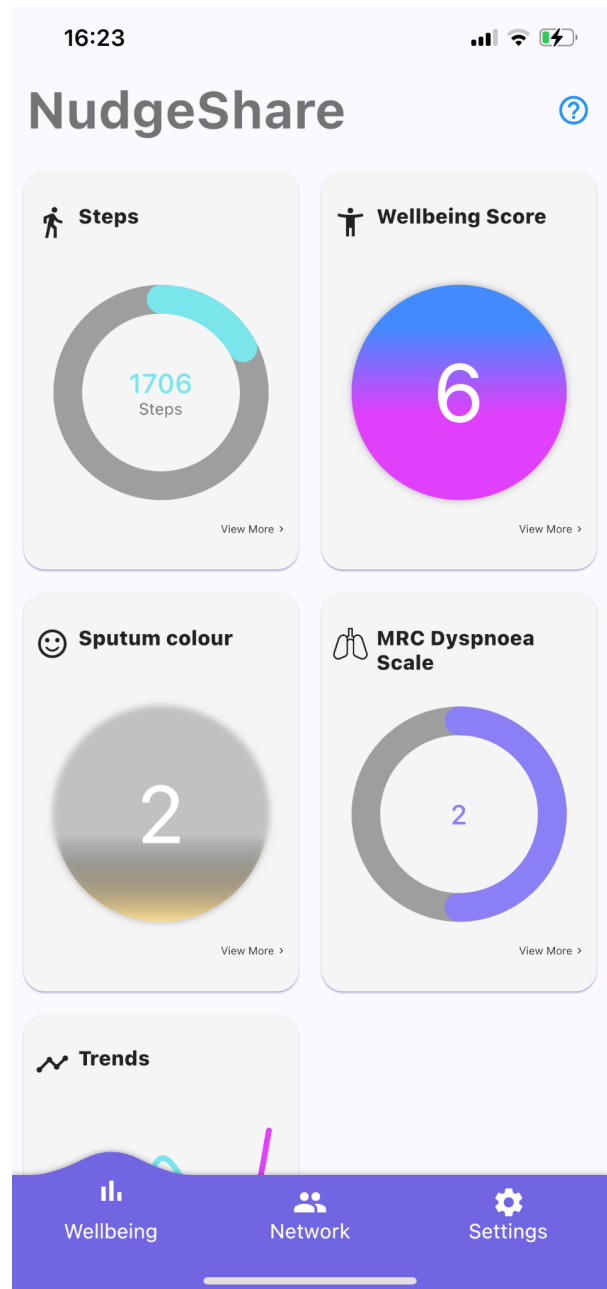 16:23
NudgeShare
Steps
1706
Steps
View More >
Wellbeing Score
6
View More >
Sputum colour
2
View More >
MRC Dyspnoea
Scale
2
View More >
Trends
Wellbeing
Network
Settings